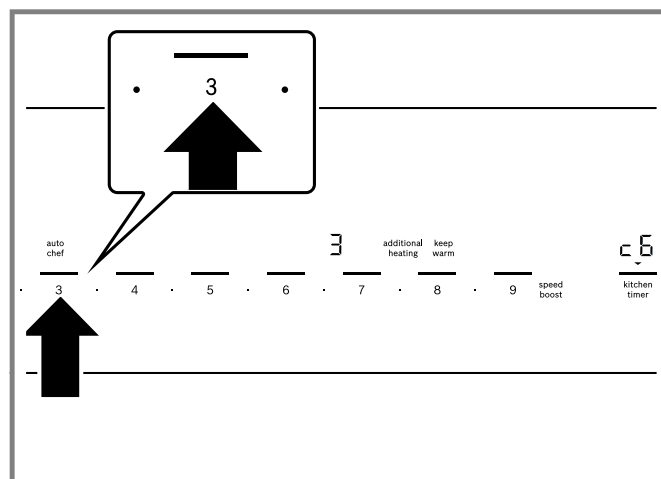 3
auto
chef
3
additional
heating
keep
warm
c6
3
4
5
6
7
8
9
speed
boost
kitchen
timer